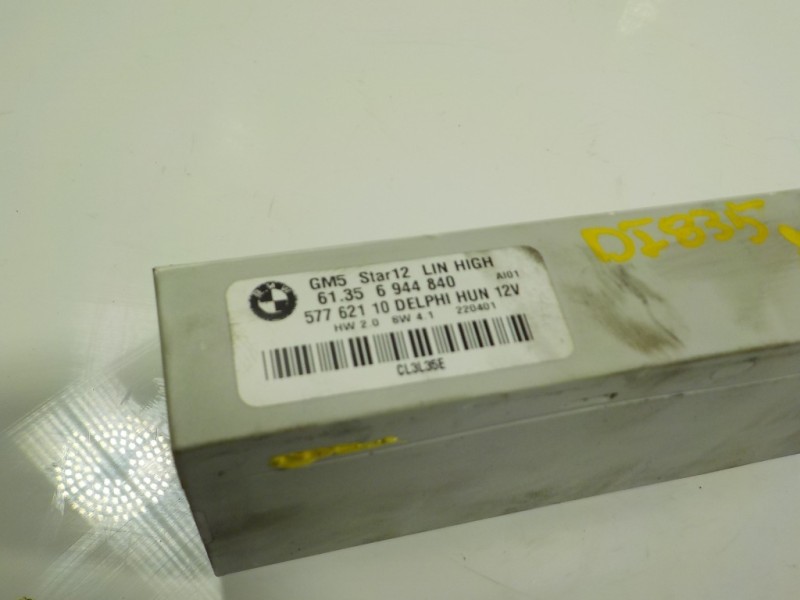 BMW
GM5 Star12 LIN HIGH
61.35 6 944 840 AI01
577 621 10 DELPHI HUN 12V
HW 2.0 SW 4.1 220401
CL3L35E